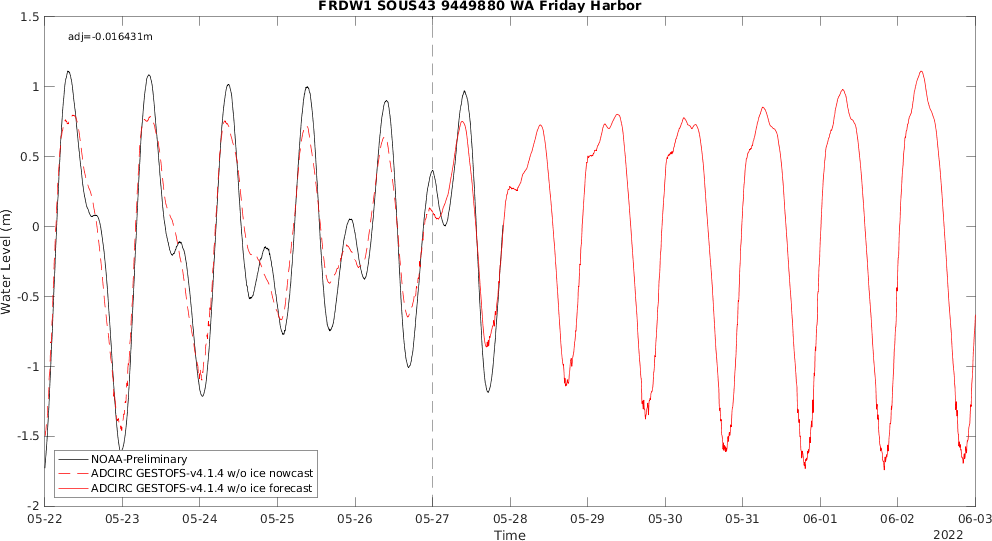 FRDW1 SOUS43 9449880 WA Friday Harbor
adj=-0.016431m
1.5
1
0.5
0
-0.5
-1
-1.5
-2
Water Level (m)
NOAA-Preliminary
ADCIRC GESTOFS-v4.1.4 w/o ice nowcast
ADCIRC GESTOFS-v4.1.4 w/o ice forecast
05-22 05-23 05-24 05-25 05-26 05-27 05-28 05-29 05-30 05-31 06-01 06-02 06-03
Time
2022